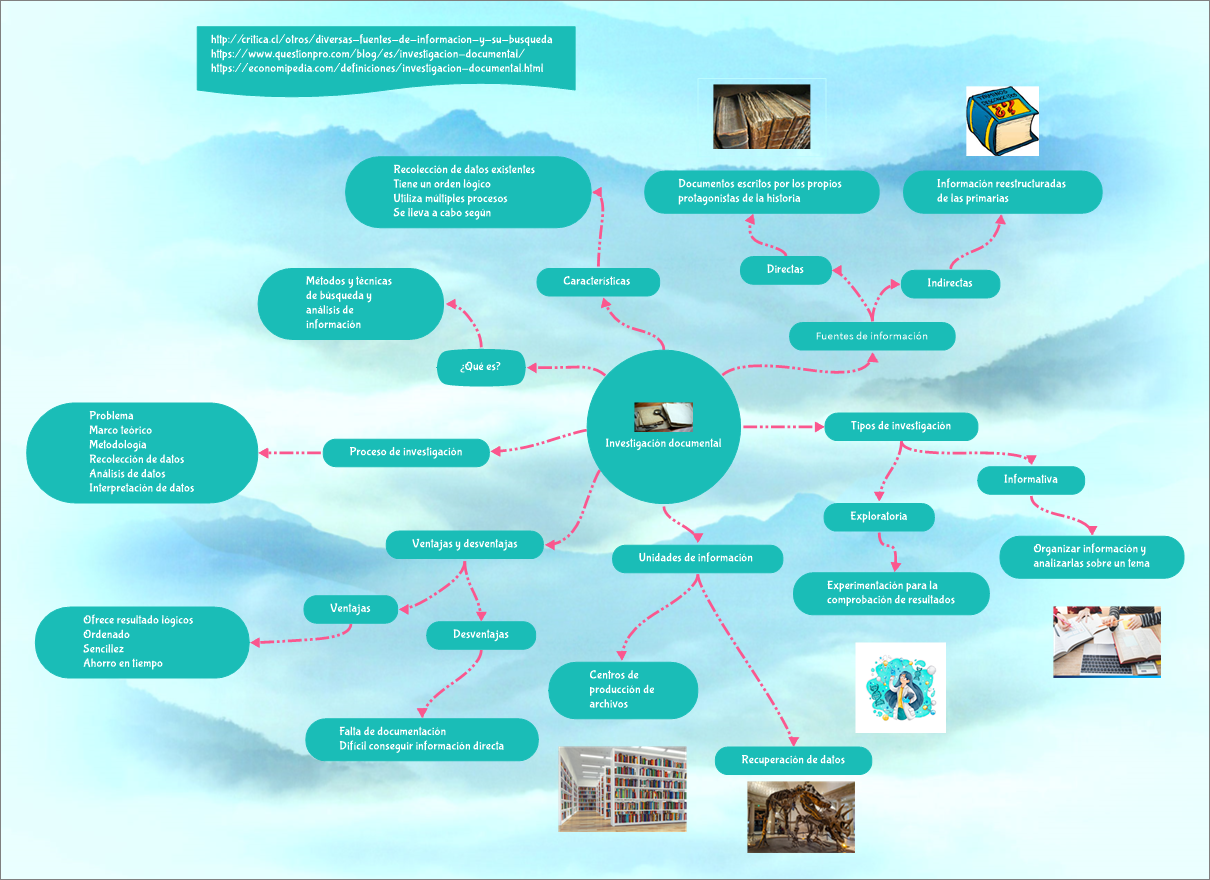 http://critica.cl/otros/diversas-fuentes-de-informacion-y-su-busqueda
https://www.questionpro.com/blog/es/investigacion-documental/
https://economipedia.com/definiciones/investigacion-documental.html
Recolección de datos existentes
Tiene un orden lógico
Utiliza múltiples procesos
Se lleva a cabo según
Documentos escritos por los propios
protagonistas de la historia
Información reestructuradas
de las primarias
Métodos y técnicas
de búsqueda y
análisis de
información
Características
Directas
Indirectas
Fuentes de información
¿Qué es?
Investigación documental
Problema
Marco teórico
Metodología
Recolección de datos
Análisis de datos
Interpretación de datos
Proceso de investigación
Tipos de investigación
Informativa
Exploratoria
Organizar información y
analizarlas sobre un tema
Experimentación para la
comprobación de resultados
Ventajas y desventajas
Unidades de información
Ventajas
Desventajas
Ofrece resultado lógicos
Ordenado
Sencillez
Ahorro en tiempo
Falta de documentación
Difícil conseguir información directa
Centros de
producción de
archivos
Recuperación de datos